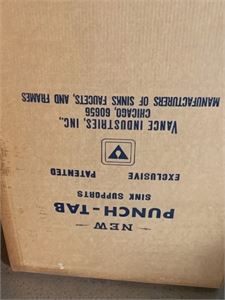 — NEW —
PUNCH-TAB
SINK SUPPORTS
EXCLUSIVE PATENTED
VANCE INDUSTRIES, INC.,
CHICAGO, 60656
MANUFACTURERS OF SINKS FAUCETS, AND FRAMES